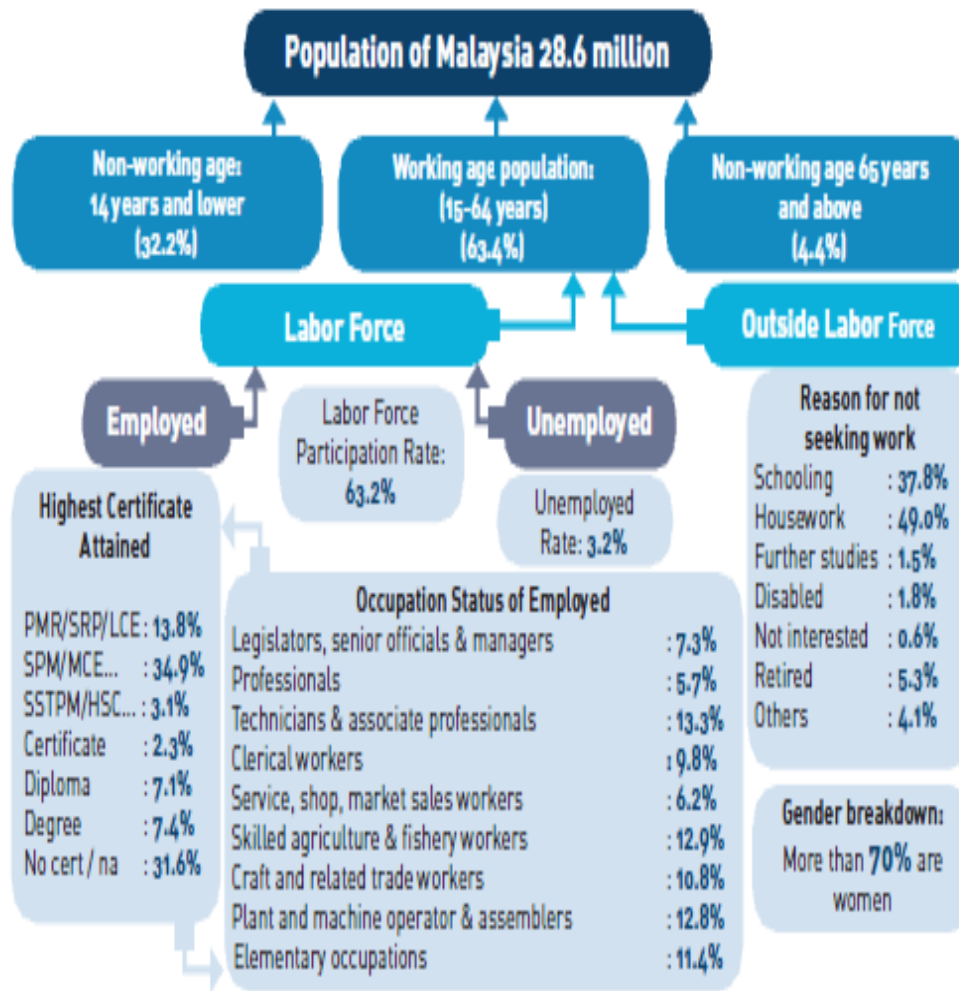 Population of Malaysia 28.6 million
Non-working age:
14 years and lower
(32.2%)
Working age population:
(15-64 years)
(63.4%)
Non-working age 65 years
and above
(4.4%)
Labor Force
Outside Labor Force
Employed
Labor Force
Participation Rate:
63.2%
Unemployed
Unemployed
Rate: 3.2%
Reason for not
seeking work
Schooling : 37.8%
Housework : 49.0%
Further studies : 1.5%
Disabled : 1.8%
Not interested : 0.6%
Retired : 5.3%
Others : 4.1%
Highest Certificate
Attained
PMR/SRP/LCE : 13.8%
SPM/MCE... : 34.9%
SSTPM/HSC... : 3.1%
Certificate : 2.3%
Diploma : 7.1%
Degree : 7.4%
No cert / na : 31.6%
Occupation Status of Employed
Legislators, senior officials & managers : 7.3%
Professionals : 5.7%
Technicians & associate professionals : 13.3%
Clerical workers : 9.8%
Service, shop, market sales workers : 6.2%
Skilled agriculture & fishery workers : 12.9%
Craft and related trade workers : 10.8%
Plant and machine operator & assemblers : 12.8%
Elementary occupations : 11.4%
Gender breakdown:
More than 70% are
women